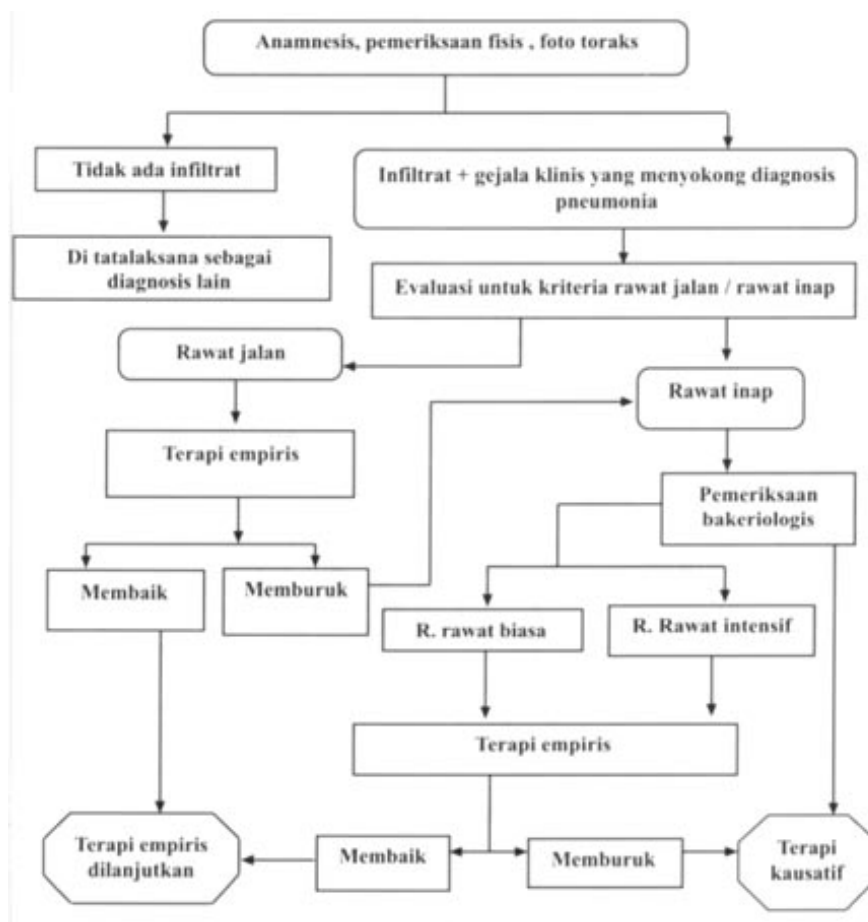 Anamnesis, pemeriksaan fisis , foto toraks
Tidak ada infiltrat
Infiltrat + gejala klinis yang menyokong diagnosis
pneumonia
Di tatalaksana sebagai
diagnosis lain
Evaluasi untuk kriteria rawat jalan / rawat inap
Rawat jalan
Rawat inap
Terapi empiris
Pemeriksaan
bakeriologis
Membaik
Memburuk
R. rawat biasa
R. Rawat intensif
Terapi empiris
Terapi empiris
dilanjutkan
Membaik
Memburuk
Terapi
kausatif